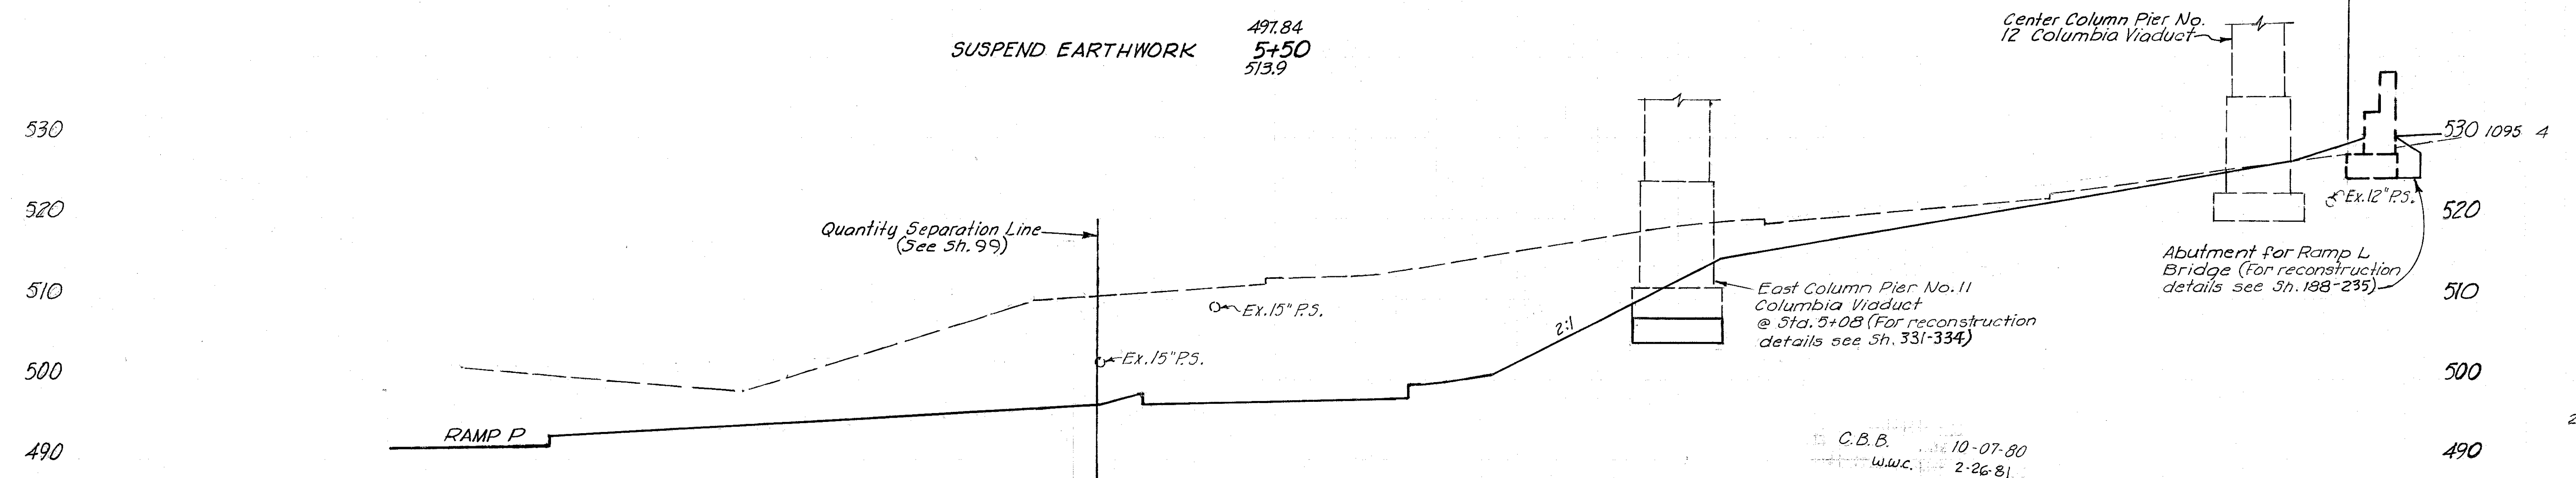 497.84
SUSPEND EARTHWORK 5+50
513.9
Center Column Pier No.
12 Columbia Viaduct
530
530 1095 4
520
Ex. 12" P.S.
520
Quantity Separation Line
(See Sh. 99)
Abutment for Ramp L
Bridge (For reconstruction
details see Sh. 188-235)
510
Ex. 15" P.S.
East Column Pier No. 11
Columbia Viaduct
@ Sta. 5+08 (For reconstruction
details see Sh. 331-334)
510
2:1
Ex. 15" P.S.
500
500
2
RAMP P
490
C.B.B. 10-07-80
W.W.C. 2-26-81
490